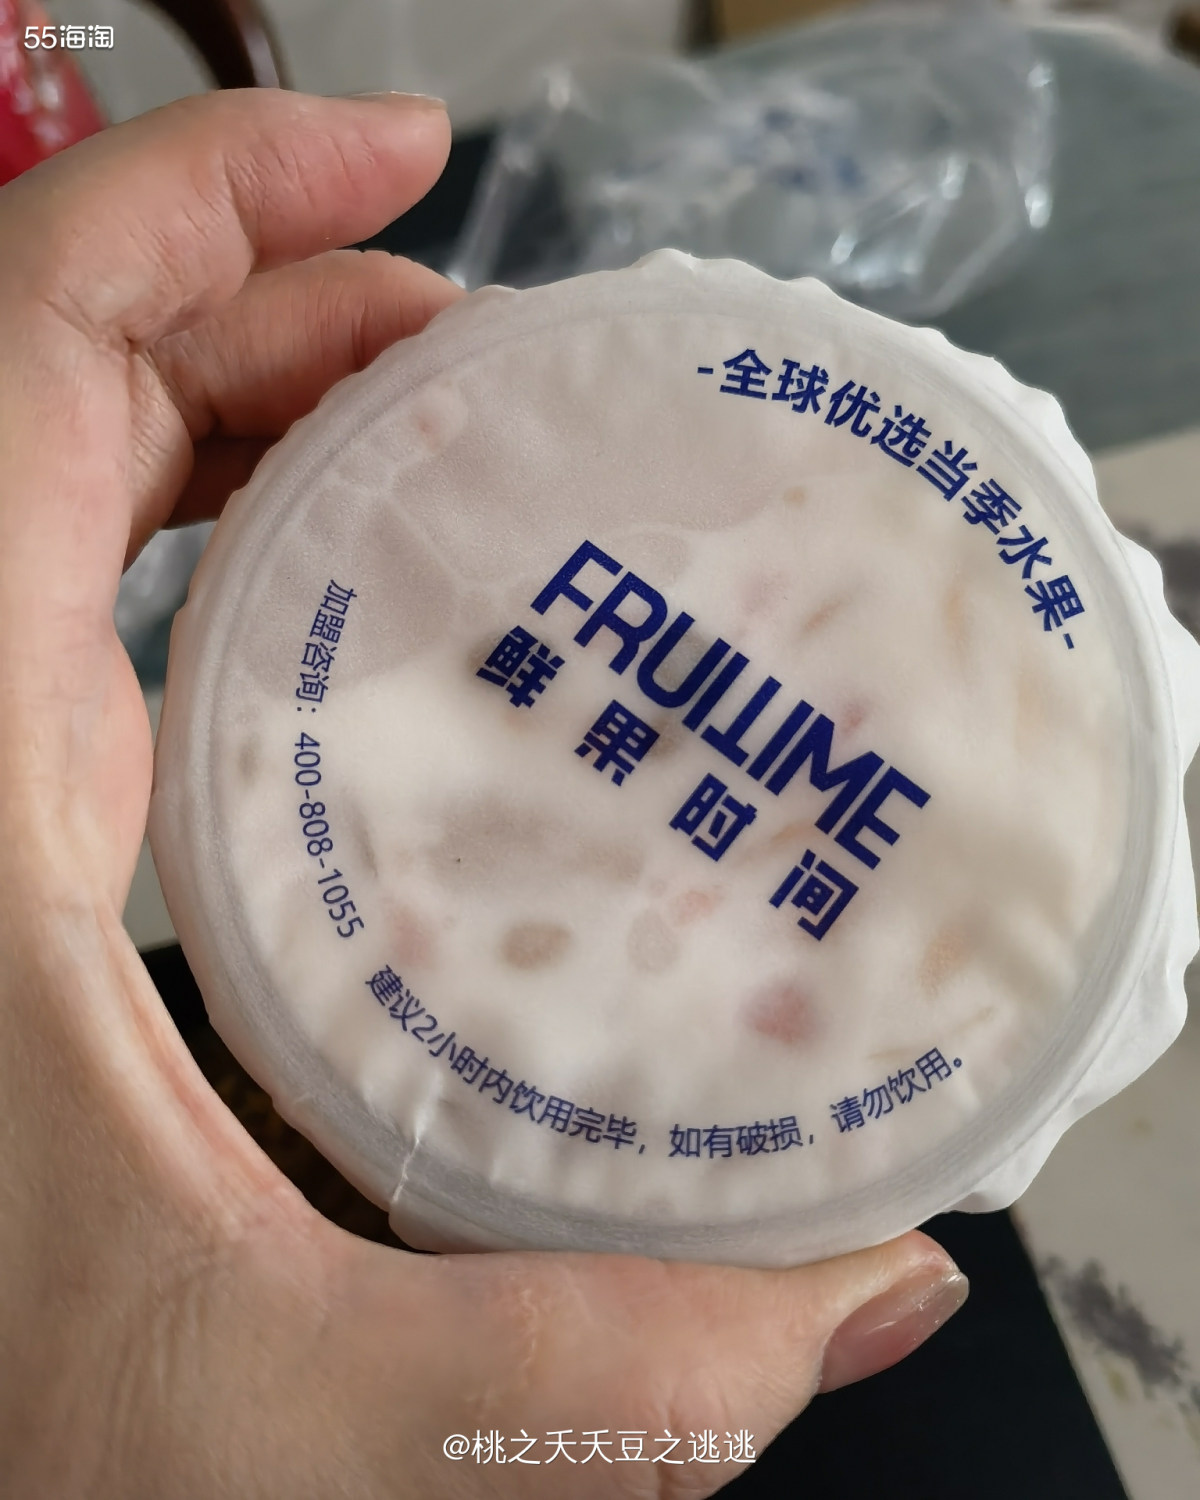 55海淘
-全球优选当季水果-
FRUITIME
鲜果时间
加盟咨询：400-808-1055
建议2小时内饮用完毕，如有破损，请勿饮用。
@桃之夭夭豆之逃逃